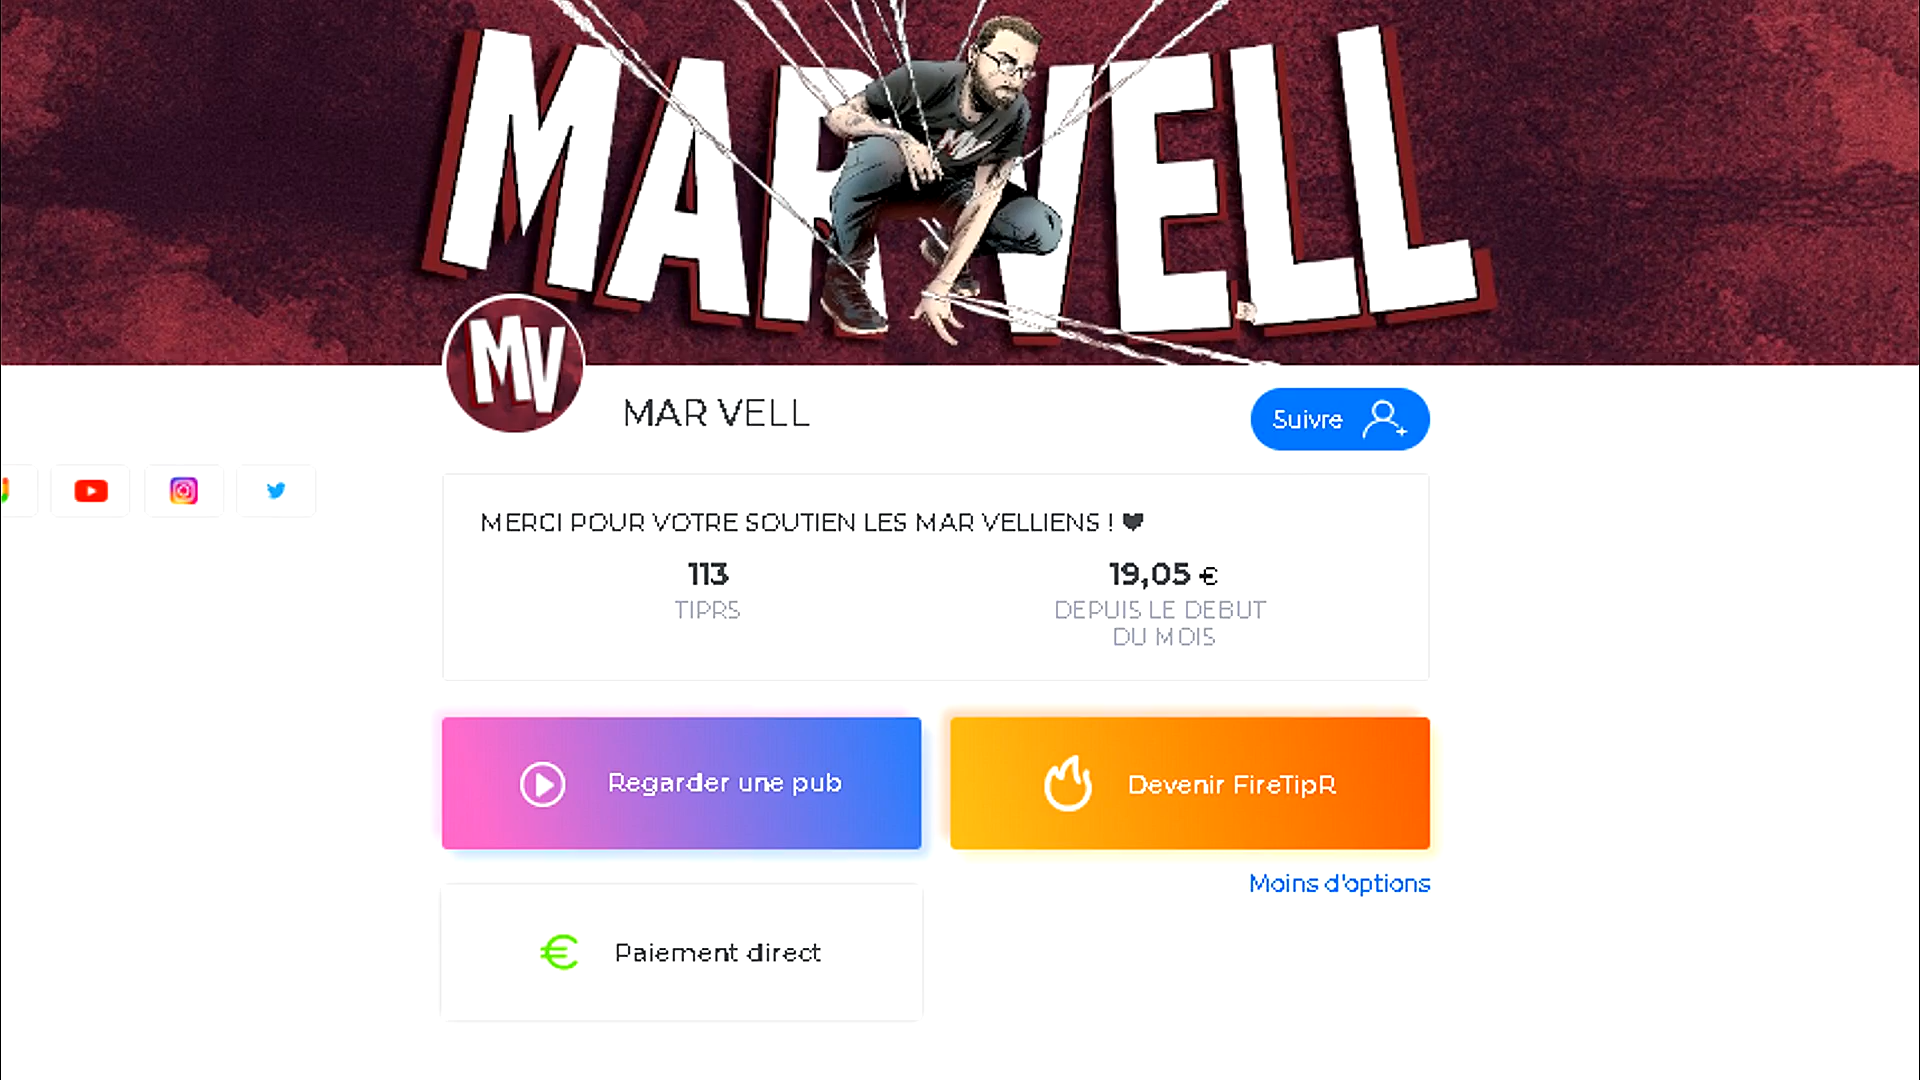 MARVELL
MV
MAR VELL
Suivre
MERCI POUR VOTRE SOUTIEN LES MAR VELLIENS ! ♥
113
TIPRS
19,05 €
DEPUIS LE DEBUT
DU MOIS
Regarder une pub
Devenir FireTipR
Moins d'options
€ Paiement direct